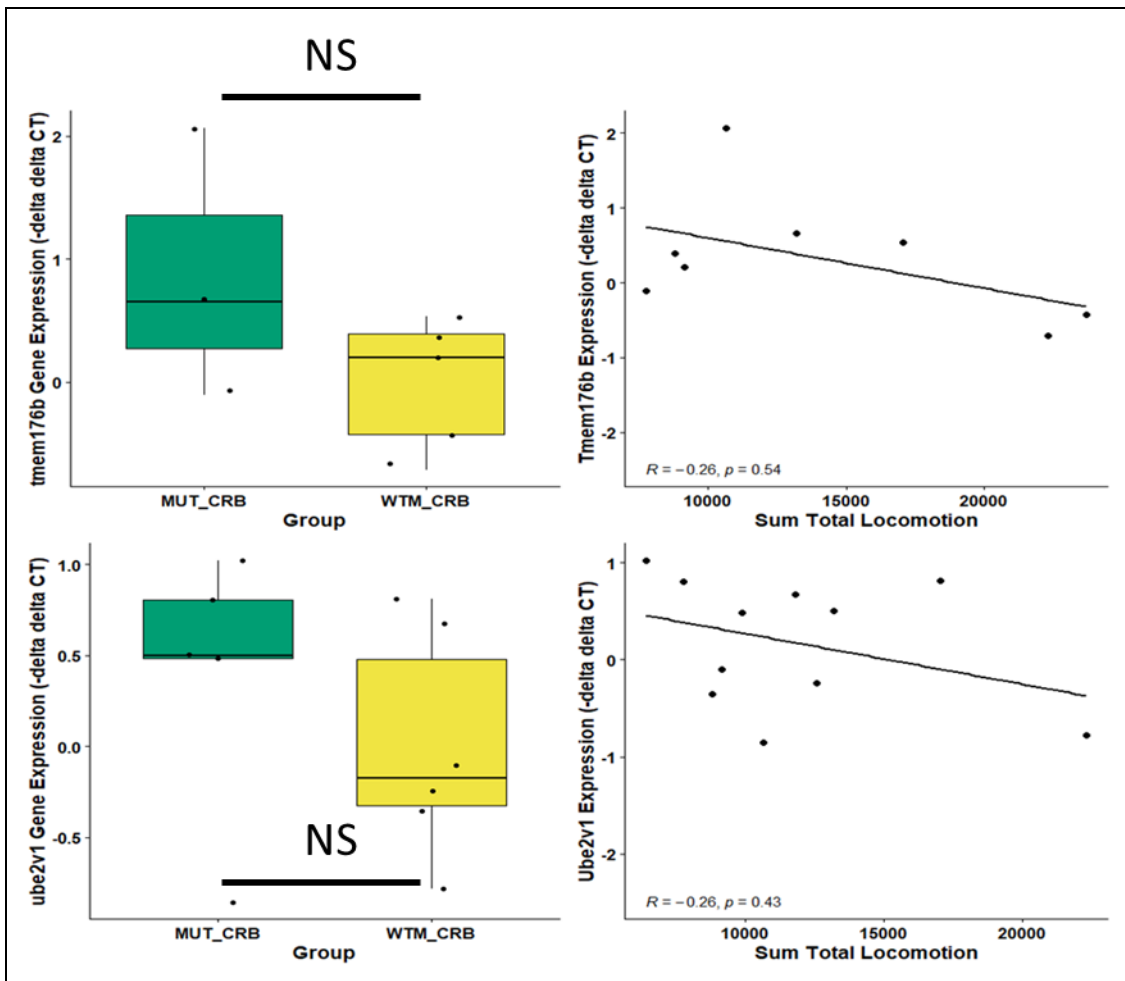 NS
tmem176b Gene Expression (-delta delta CT)
2
1
0
MUT_CRB
WTM_CRB
Group
Tmem176b Expression (-delta delta CT)
2
1
0
-1
-2
R = −0.26, p = 0.54
10000
15000
20000
Sum Total Locomotion
ube2v1 Gene Expression (-delta delta CT)
1.0
0.5
0.0
-0.5
NS
MUT_CRB
WTM_CRB
Group
Ube2v1 Expression (-delta delta CT)
1
0
-1
-2
R = −0.26, p = 0.43
10000
15000
20000
Sum Total Locomotion